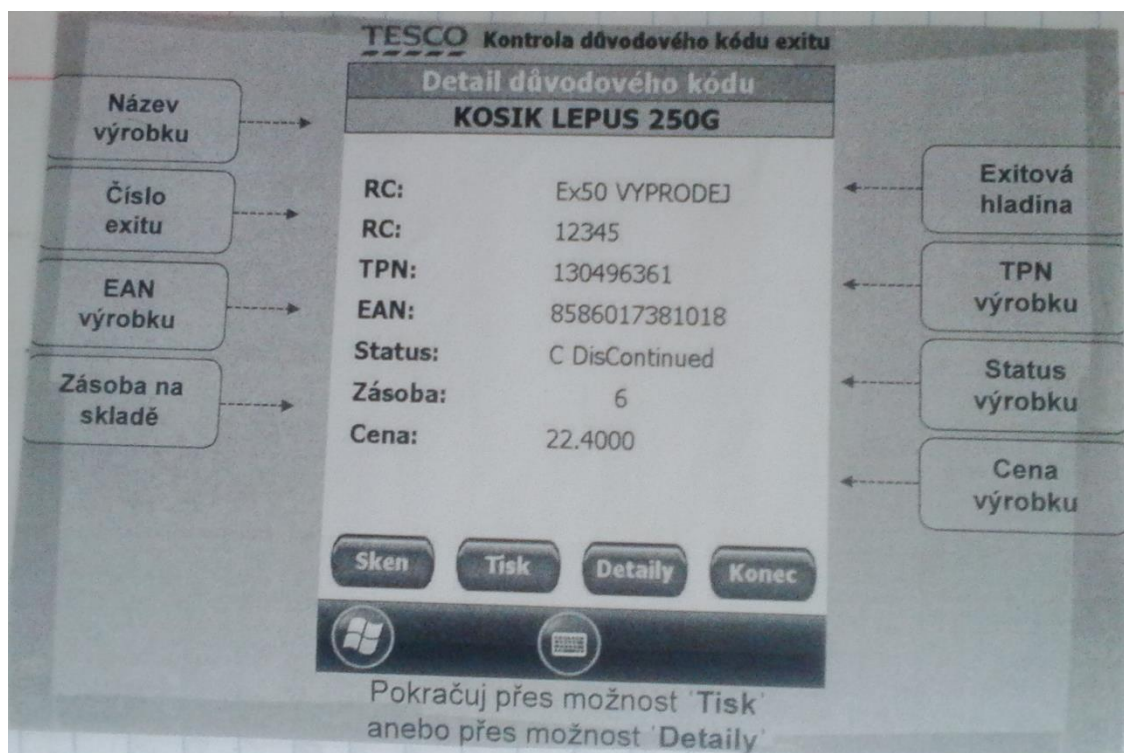 TESCO Kontrola důvodového kódu exitu
Detail důvodového kódu
KOSIK LEPUS 250G
Název
výrobku
Číslo
exitu
EAN
výrobku
Zásoba na
skladě
RC: Ex50 VYPRODEJ
RC: 12345
TPN: 130496361
EAN: 8586017381018
Status: C DisContinued
Zásoba: 6
Cena: 22.4000
Exitová
hladina
TPN
výrobku
Status
výrobku
Cena
výrobku
Sken Tisk Detaily Konec
Pokračuj přes možnost 'Tisk'
anebo přes možnost 'Detaily'